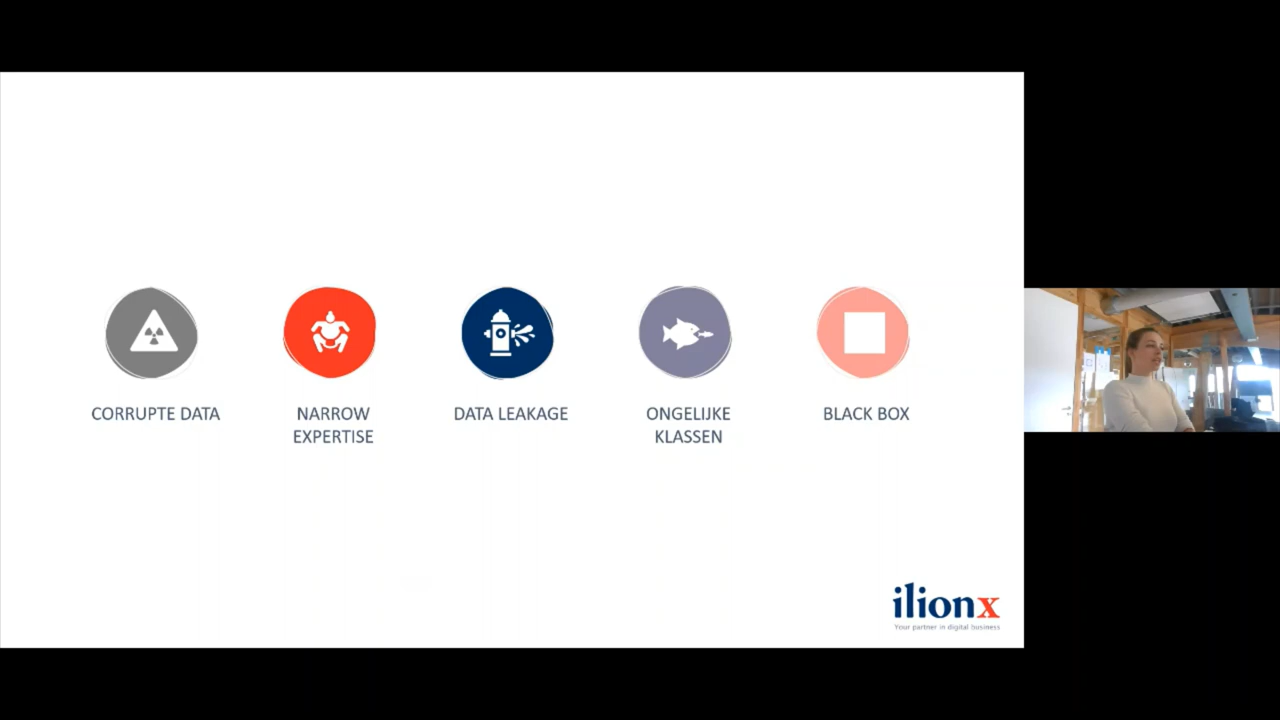 CORRUPTE DATA
NARROW
EXPERTISE
DATA LEAKAGE
ONGELIJKE
KLASSEN
BLACK BOX
ilionx
Your partner in digital business